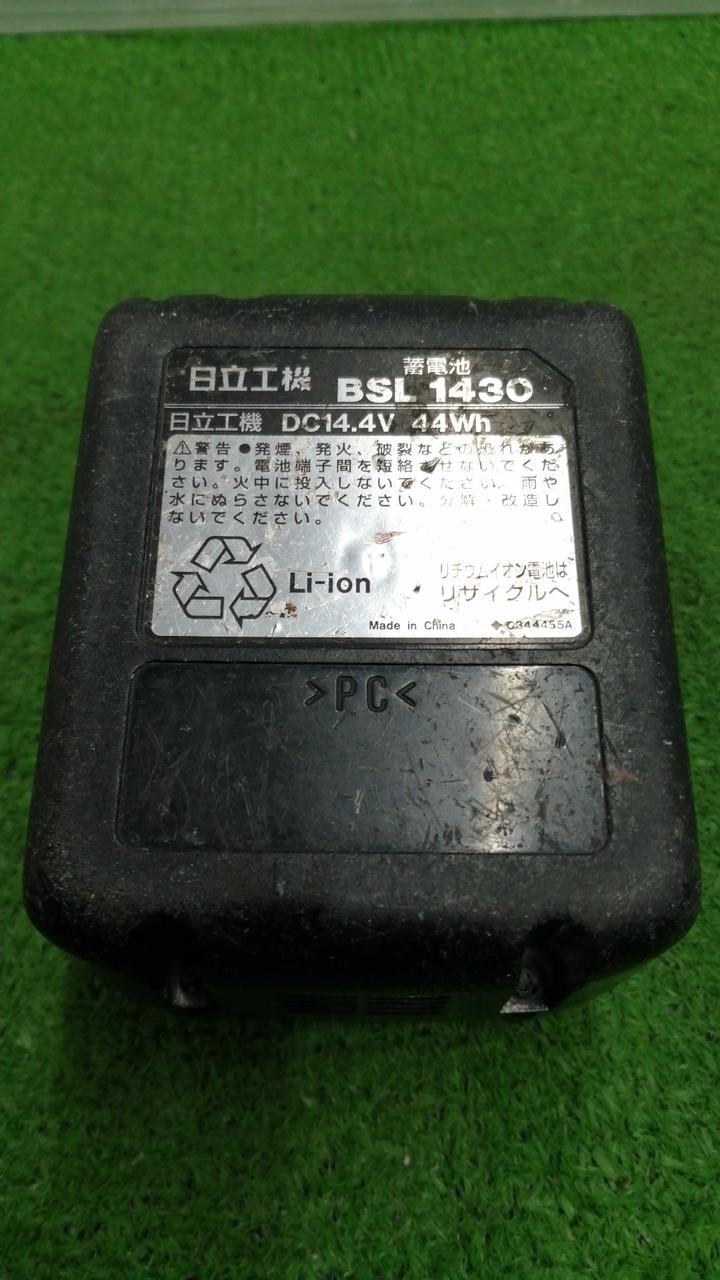 蓄電池
日立工機 BSL 1430
日立工機 DC14.4V 44Wh
⚠警告●発煙、発火、破裂などの恐れがあ
ります。電池端子間を短絡させないでくだ
さい。火中に投入しないでください。雨や
水にぬらさないでください。分解・改造し
ないでください。
Li-ion
リチウムイオン電池は
リサイクルへ
Made in China ◆C344455A
>PC<